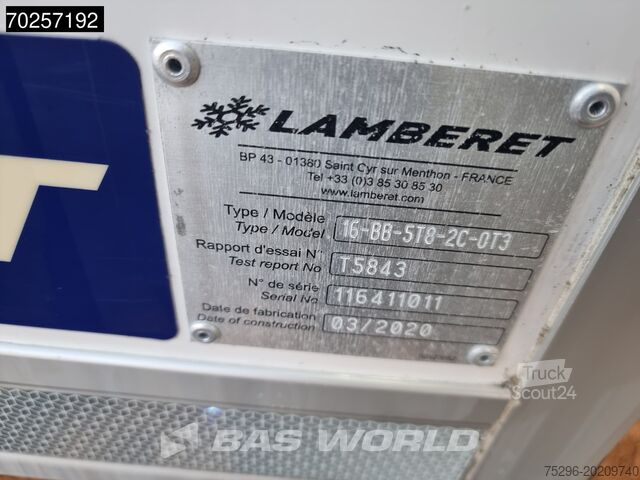 70257192
LAMBERET
BP 43 - 01380 Saint Cyr sur Menthon - FRANCE
Tel +33 (0)3 85 30 85 30
www.lamberet.com
Type / Modèle
Type / Model
16-BB-5T8-2C-0T3
Rapport d'essai N°
Test report No
T5843
N° de série
Serial No
116411011
Date de fabrication
Date of construction
03/2020
T
Truck
Scout24
BAS WORLD
75296-20209740